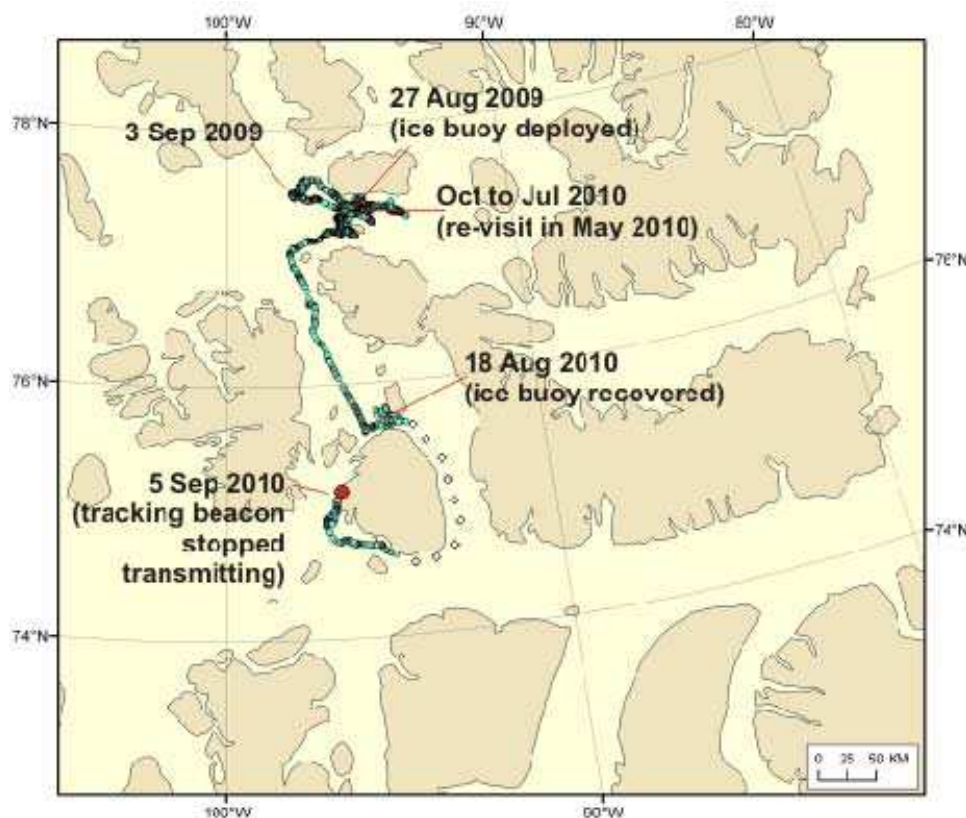 100°W 90°W 80°W
27 Aug 2009
(ice buoy deployed)
78°N
3 Sep 2009
Oct to Jul 2010
(re-visit in May 2010)
76°N
18 Aug 2010
(ice buoy recovered)
76°N
5 Sep 2010
(tracking beacon
stopped
transmitting)
74°N
74°N
0 25 50 KM
100°W 90°W